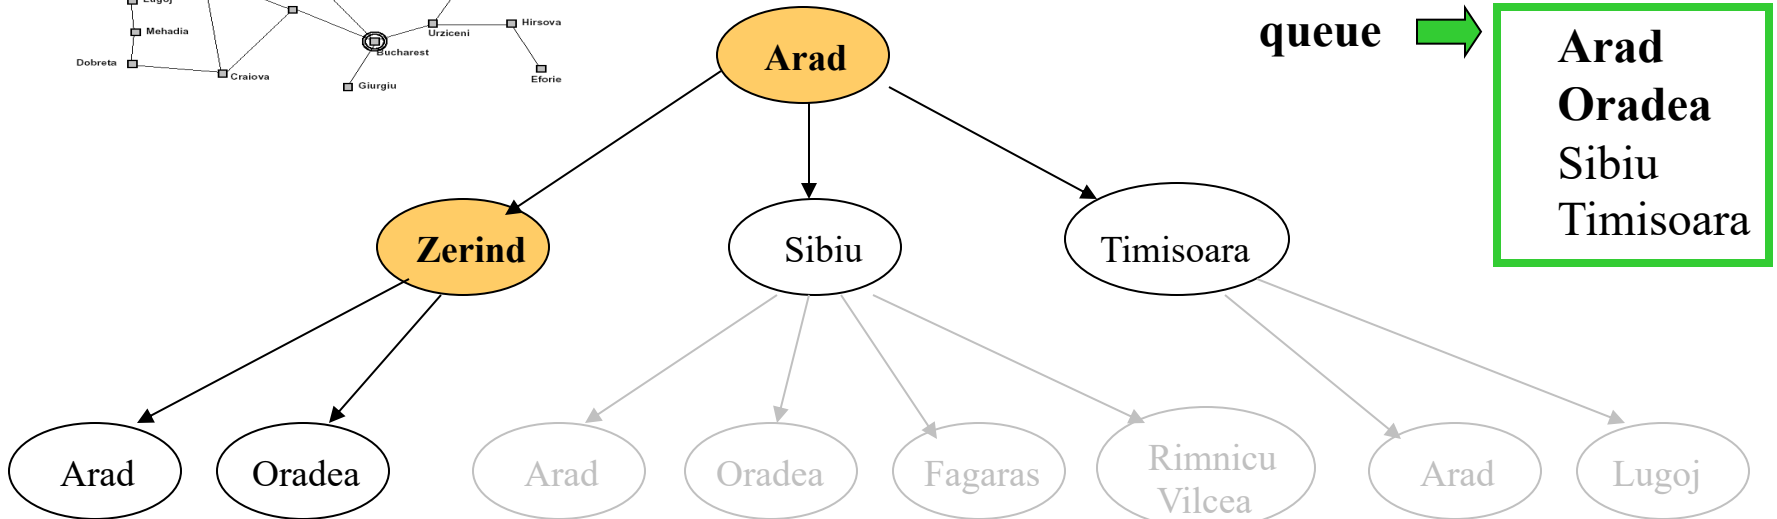 Lugoj
Mehadia
Dobreta
Craiova
Bucharest
Giurgiu
Urziceni
Hirsova
Eforie
queue
Arad
Oradea
Sibiu
Timisoara
Arad
Zerind
Sibiu
Timisoara
Arad
Oradea
Arad
Oradea
Fagaras
Rimnicu
Vilcea
Arad
Lugoj